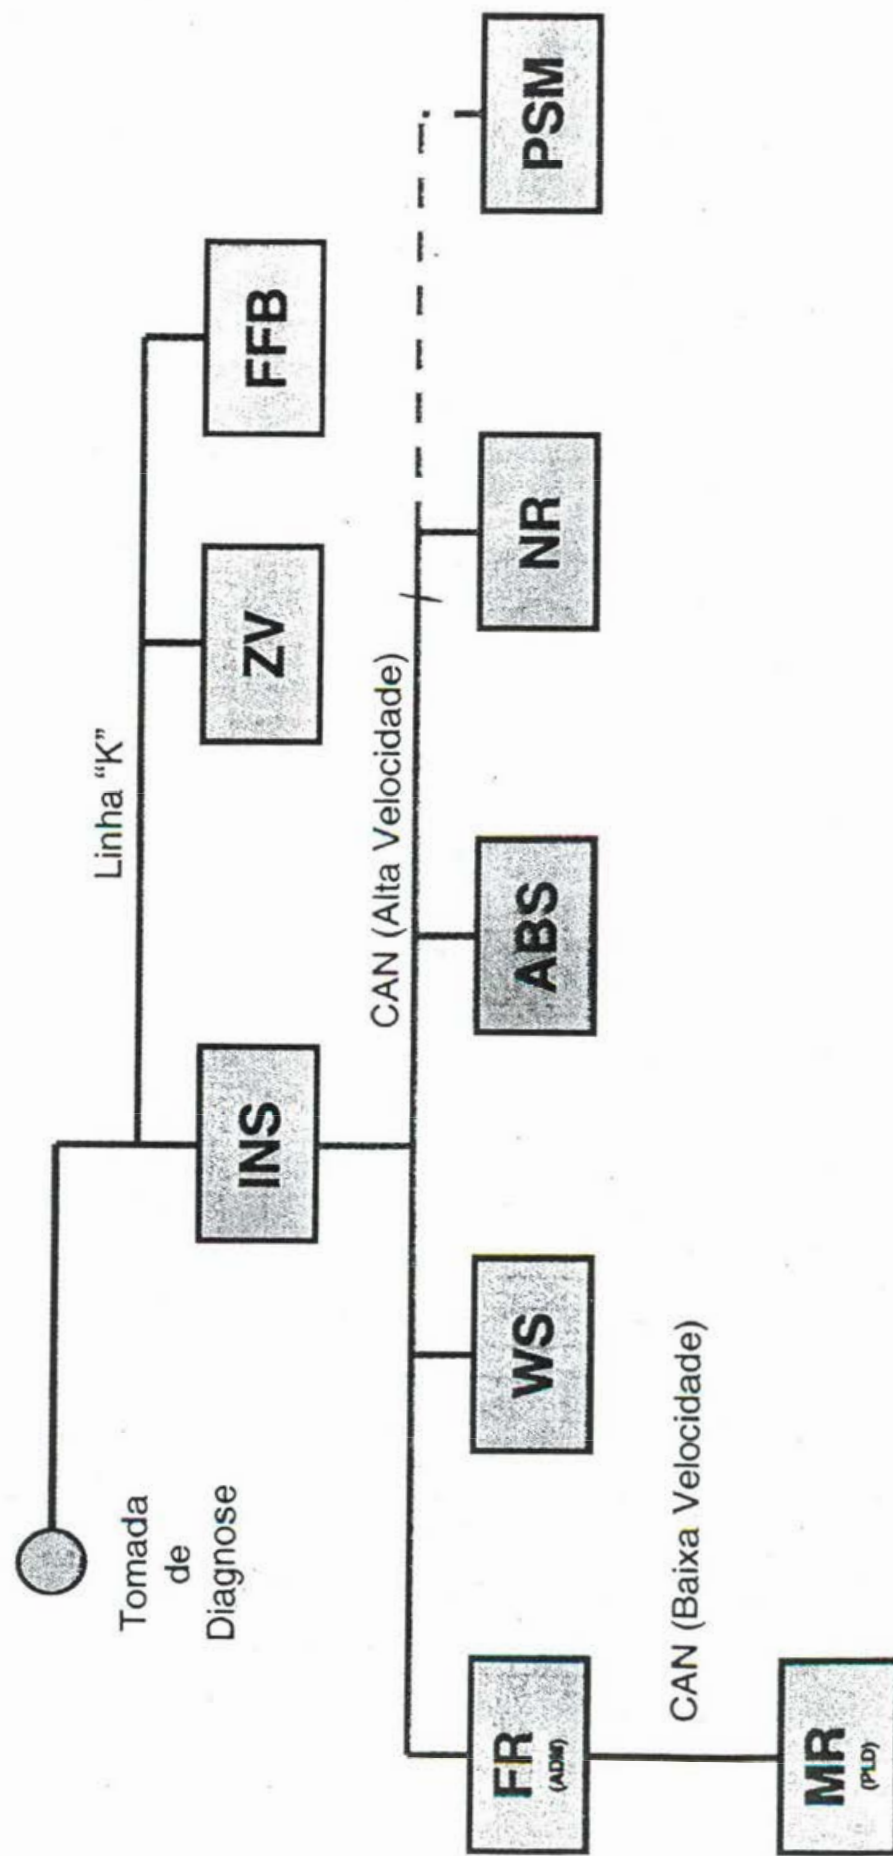 Tomada
de
Diagnose
Linha “K”
INS
ZV
FFB
CAN (Alta Velocidade)
FR
(ADM)
WS
ABS
NR
PSM
CAN (Baixa Velocidade)
MR
(PLD)